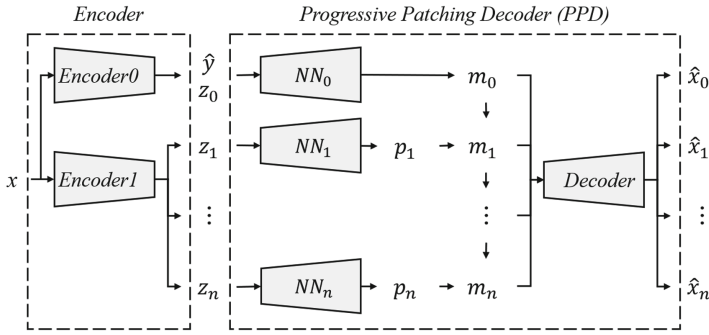 Encoder
Progressive Patching Decoder (PPD)
Encoder0
ŷ
z₀
NN₀
m₀
x̂₀
z₁
NN₁
p₁
m₁
x̂₁
x
Encoder1
Decoder
⋮
⋮
⋮
zₙ
NNₙ
pₙ
mₙ
x̂ₙ